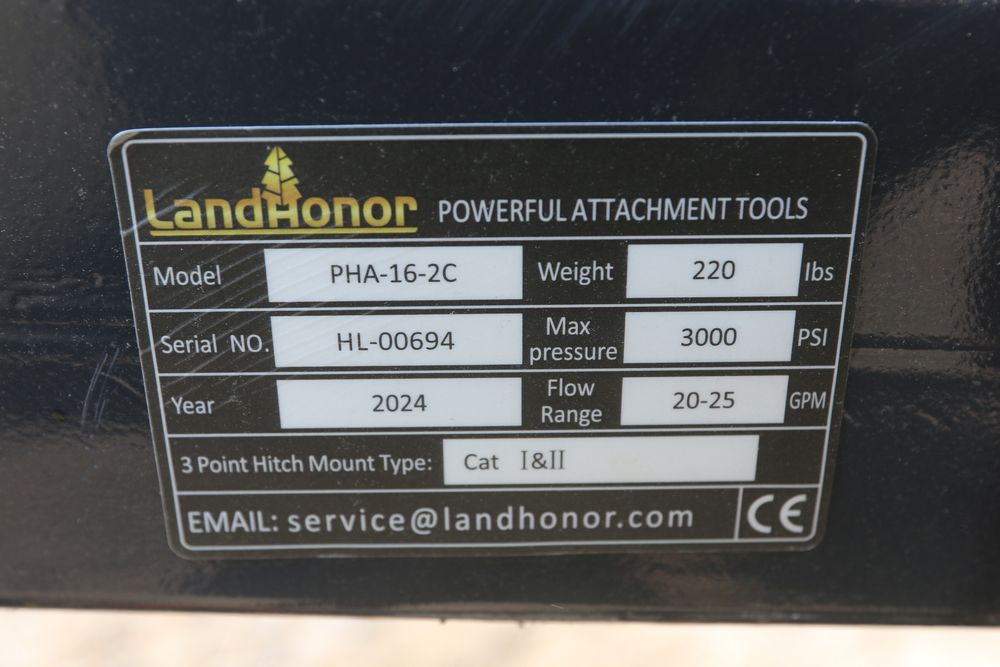 LandHonor POWERFUL ATTACHMENT TOOLS
Model PHA-16-2C Weight 220 lbs
Serial NO. HL-00694 Max pressure 3000 PSI
Year 2024 Flow Range 20-25 GPM
3 Point Hitch Mount Type: Cat I&II
EMAIL: service@landhonor.com CE